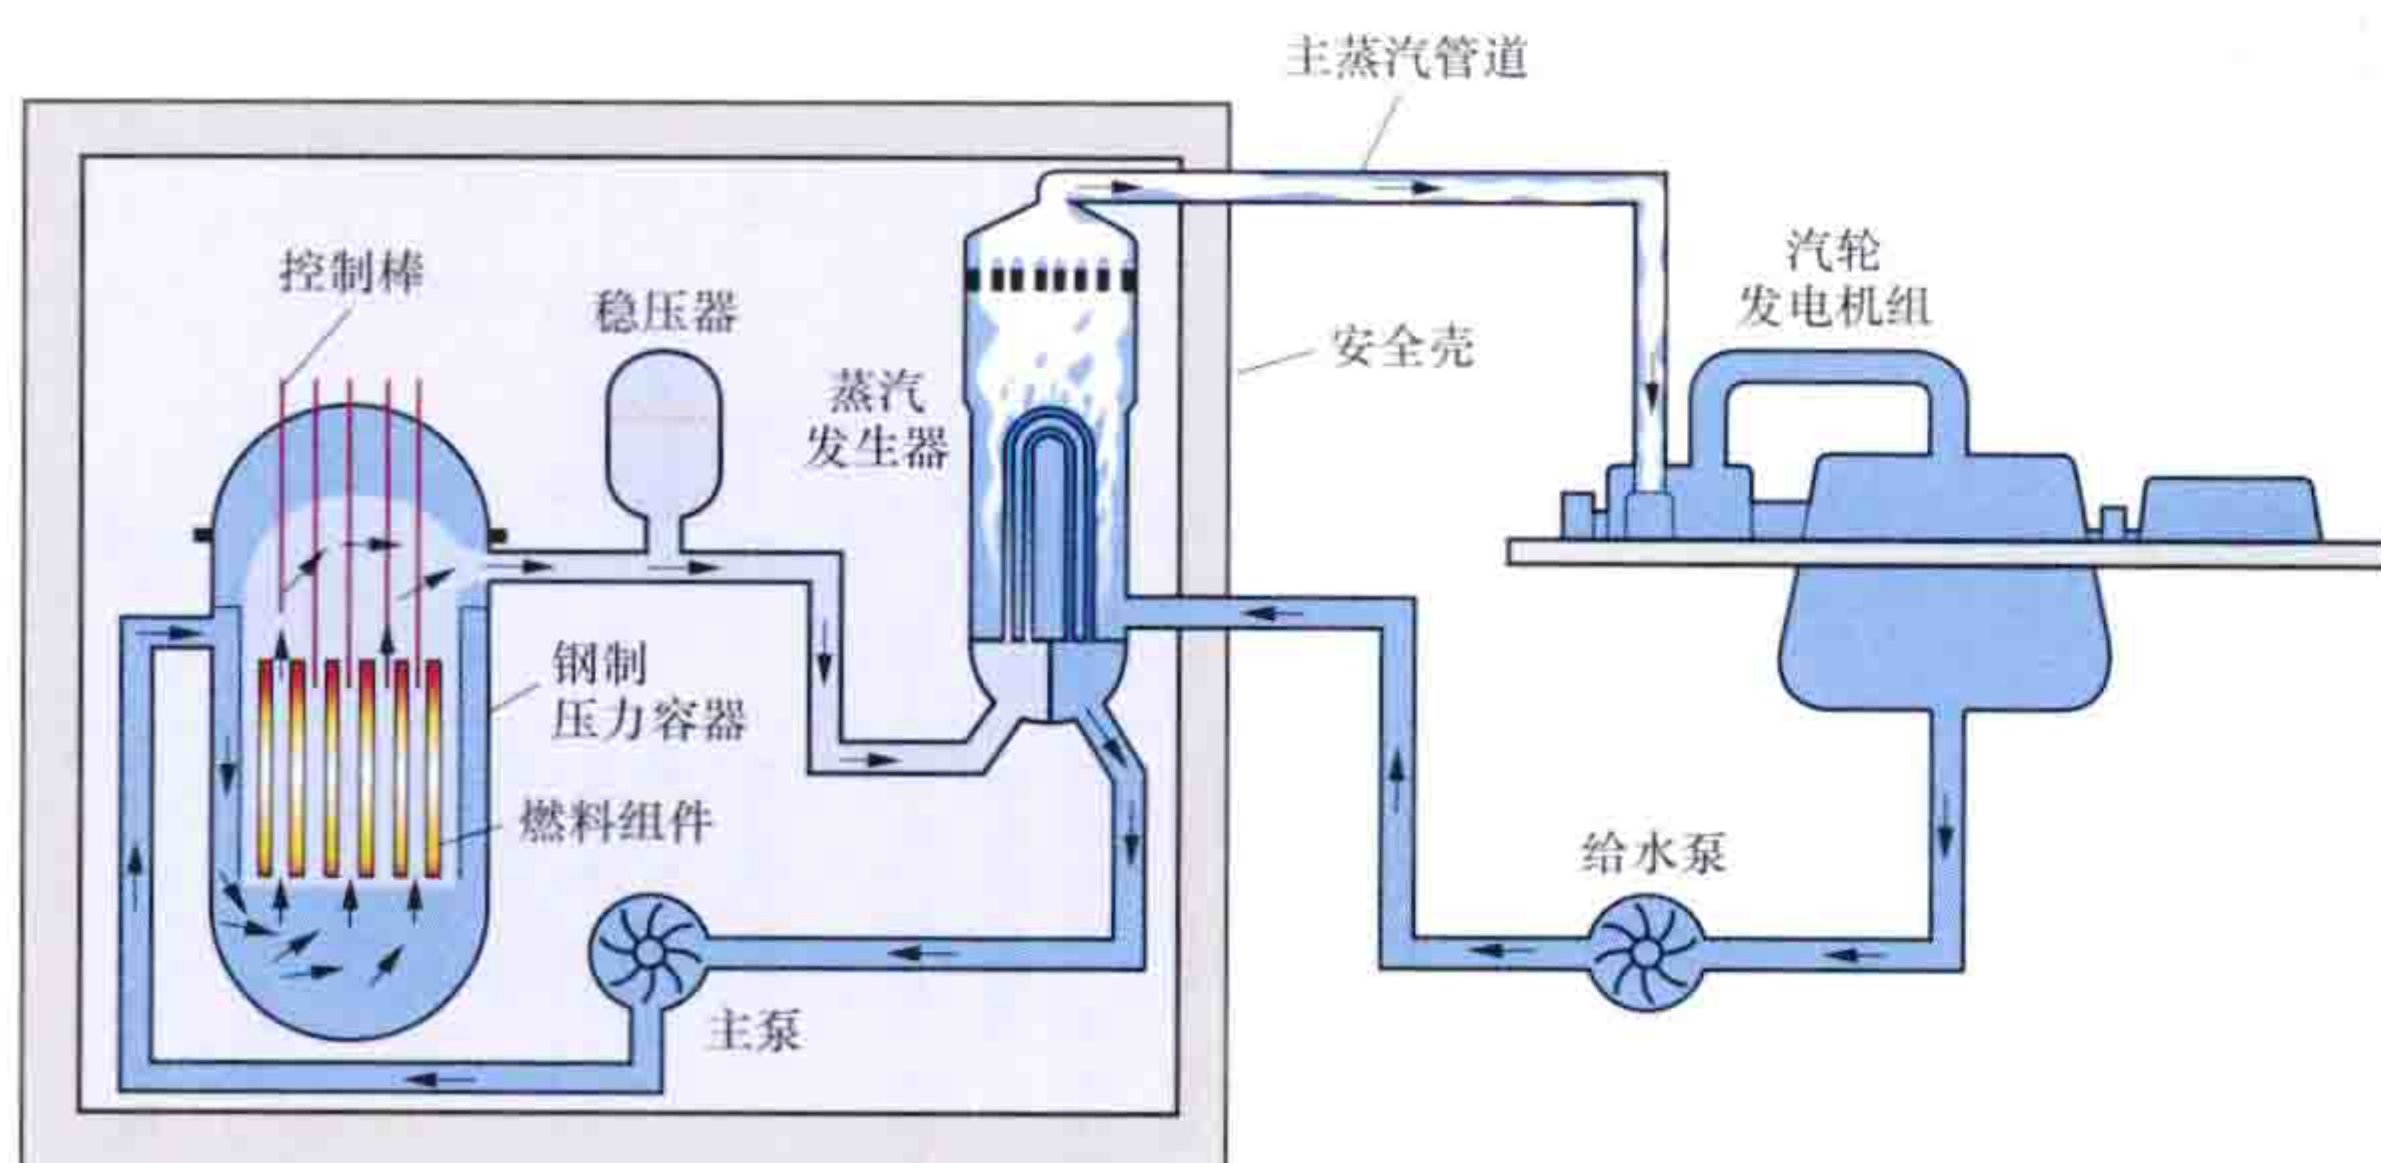 主蒸汽管道
控制棒
稳压器
汽轮
发电机组
安全壳
蒸汽
发生器
钢制
压力容器
燃料组件
给水泵
主泵